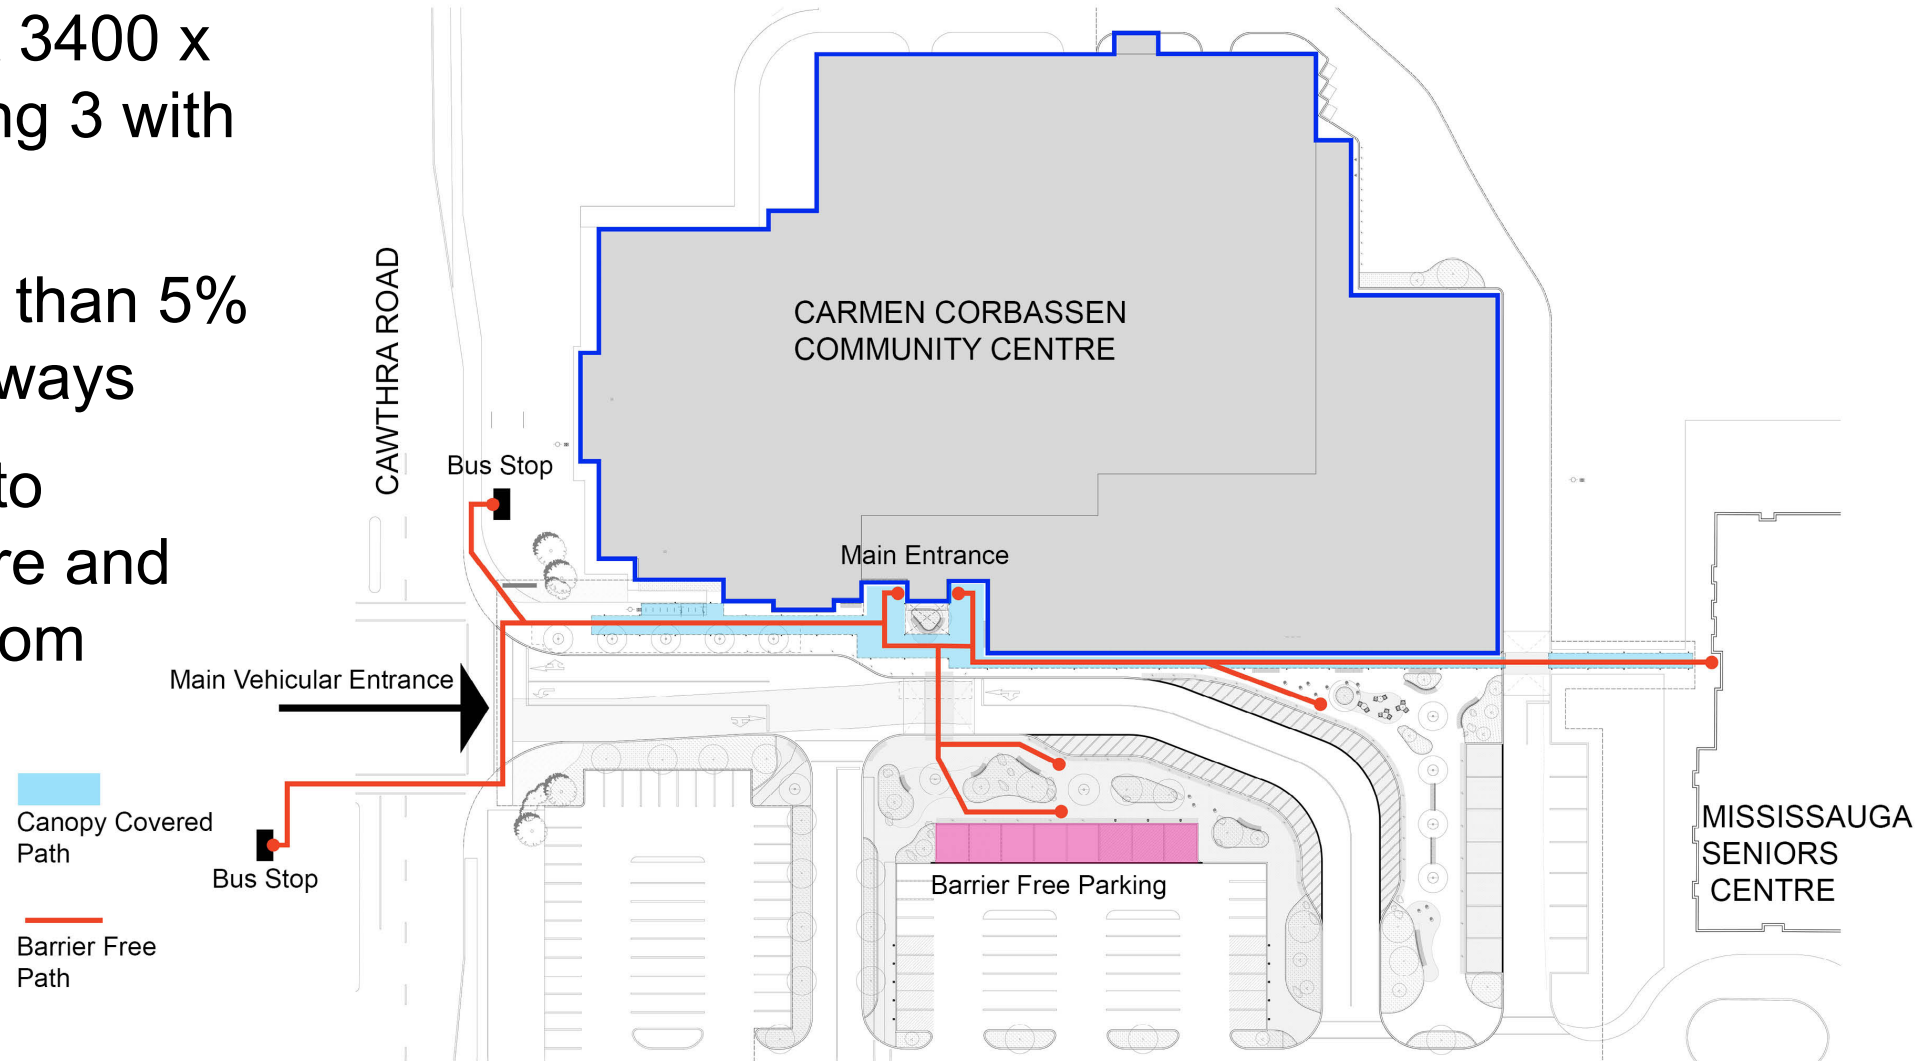 3400 x
ng 3 with
than 5%
ways
to
re and
om
CAWTHRA ROAD
CARMEN CORBASSEN
COMMUNITY CENTRE
Bus Stop
Main Entrance
Main Vehicular Entrance
Canopy Covered
Path
Bus Stop
Barrier Free Parking
Barrier Free
Path
MISSISSAUGA
SENIORS
CENTRE